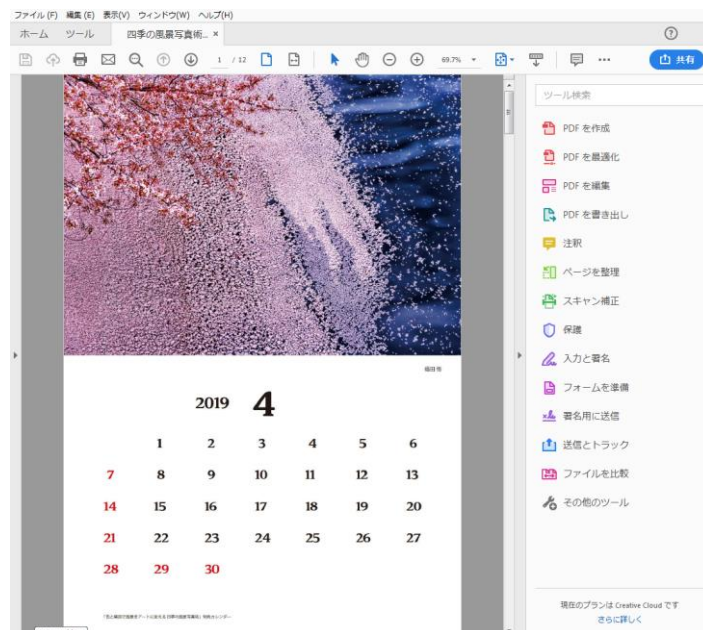 ファイル(F) 編集(E) 表示(V) ウィンドウ(W) ヘルプ(H)
ホーム ツール 四季の風景写真術... ×
1 / 12 69.7%
共有
ツール検索
PDF を作成
PDF を最適化
PDF を編集
PDF を書き出し
注釈
ページを整理
スキャン補正
保護
入力と署名
フォームを準備
署名用に送信
送信とトラック
ファイルを比較
その他のツール
現在のプランは Creative Cloud です
さらに詳しく
2019 4
1 2 3 4 5 6
7 8 9 10 11 12 13
14 15 16 17 18 19 20
21 22 23 24 25 26 27
28 29 30